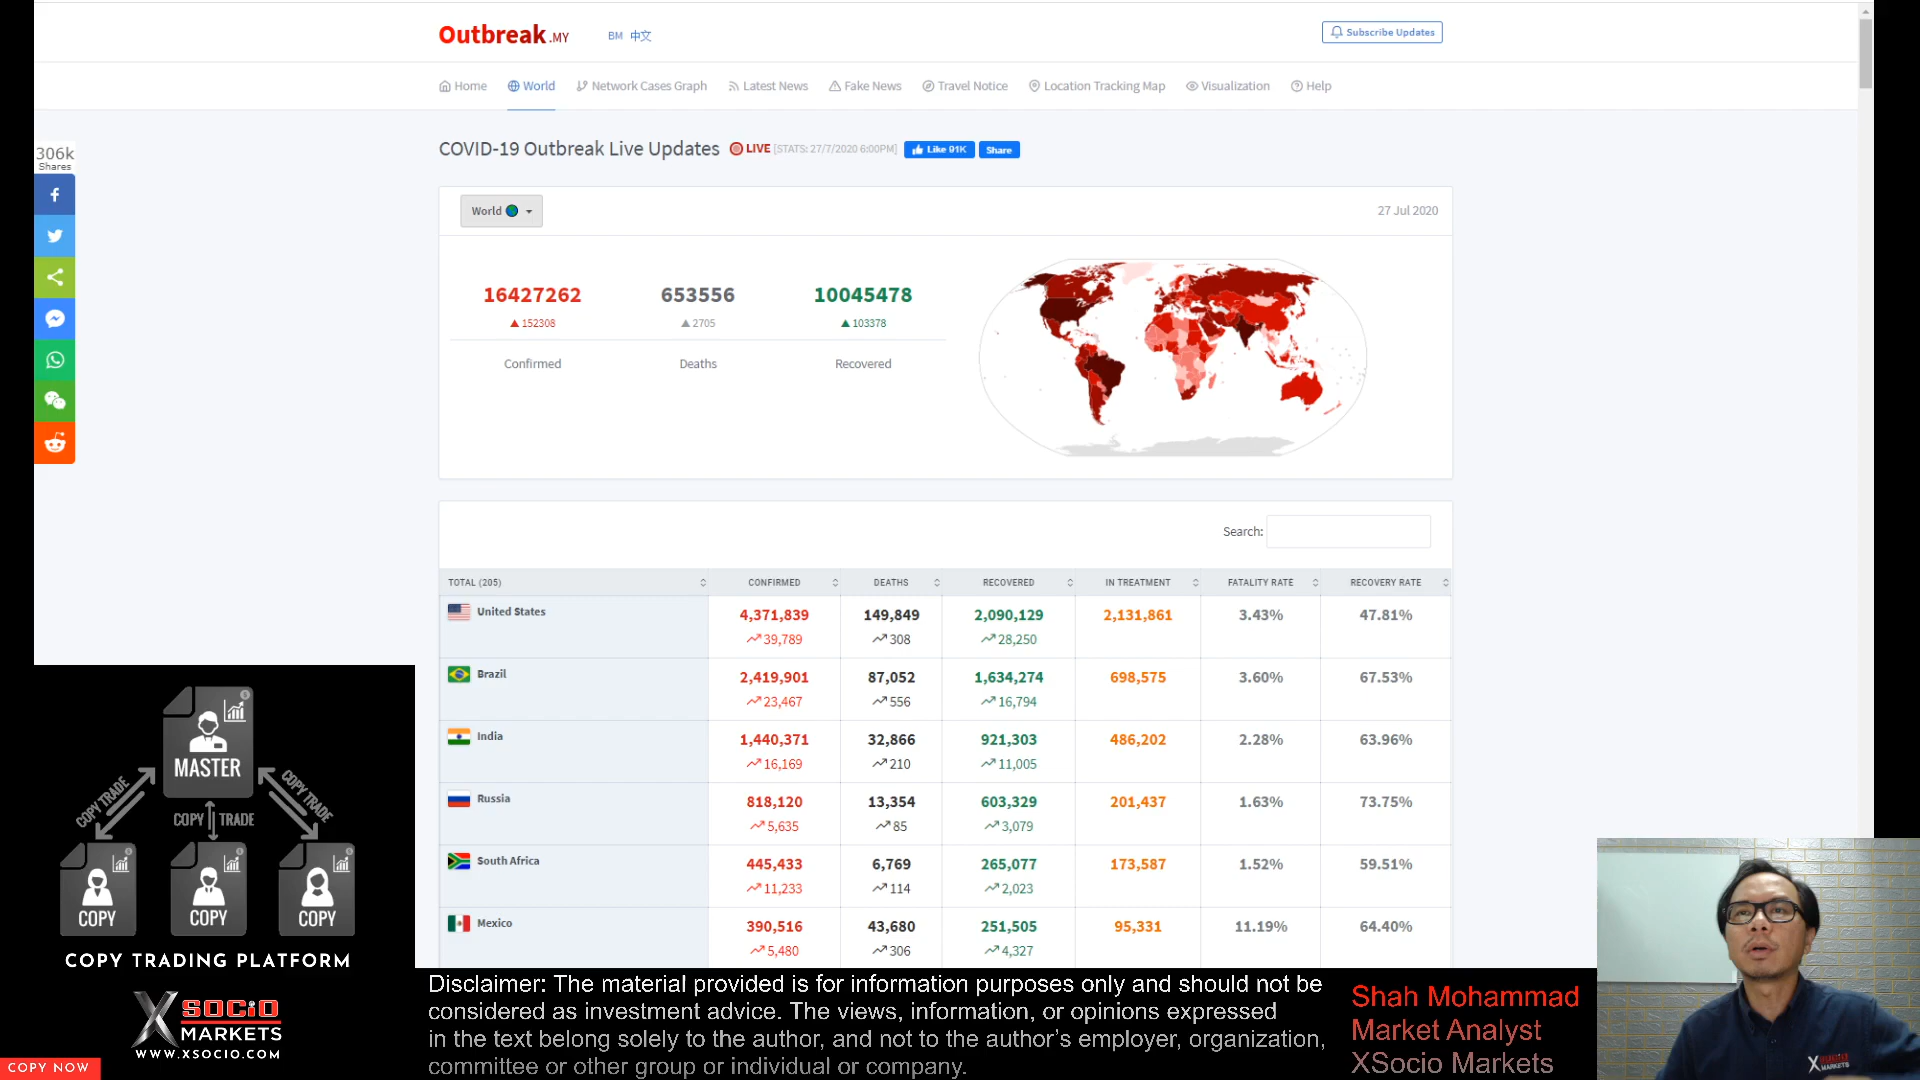 Outbreak.MY
BM 中文
Subscribe Updates
Home World Network Cases Graph Latest News Fake News Travel Notice Location Tracking Map Visualization Help
306k
Shares
COVID-19 Outbreak Live Updates LIVE [STATS: 27/7/2020 6:00PM] Like 91K Share
World 27 Jul 2020
16427262 653556 10045478
152308 2705 103378
Confirmed Deaths Recovered
Search:
TOTAL (205) CONFIRMED DEATHS RECOVERED IN TREATMENT FATALITY RATE RECOVERY RATE
United States 4,371,839 149,849 2,090,129 2,131,861 3.43% 47.81%
39,789 308 28,250
Brazil 2,419,901 87,052 1,634,274 698,575 3.60% 67.53%
23,467 556 16,794
India 1,440,371 32,866 921,303 486,202 2.28% 63.96%
16,169 210 11,005
Russia 818,120 13,354 603,329 201,437 1.63% 73.75%
5,635 85 3,079
South Africa 445,433 6,769 265,077 173,587 1.52% 59.51%
11,233 114 2,023
Mexico 390,516 43,680 251,505 95,331 11.19% 64.40%
5,480 306 4,327
MASTER
COPY TRADE
COPY TRADE
COPY TRADE
COPY COPY COPY
COPY TRADING PLATFORM
X SOCIO
MARKETS
WWW.XSOCIO.COM
COPY NOW
Disclaimer: The material provided is for information purposes only and should not be
considered as investment advice. The views, information, or opinions expressed
in the text belong solely to the author, and not to the author's employer, organization,
committee or other group or individual or company.
Shah Mohammad
Market Analyst
XSocio Markets
X SOCIO
MARKETS